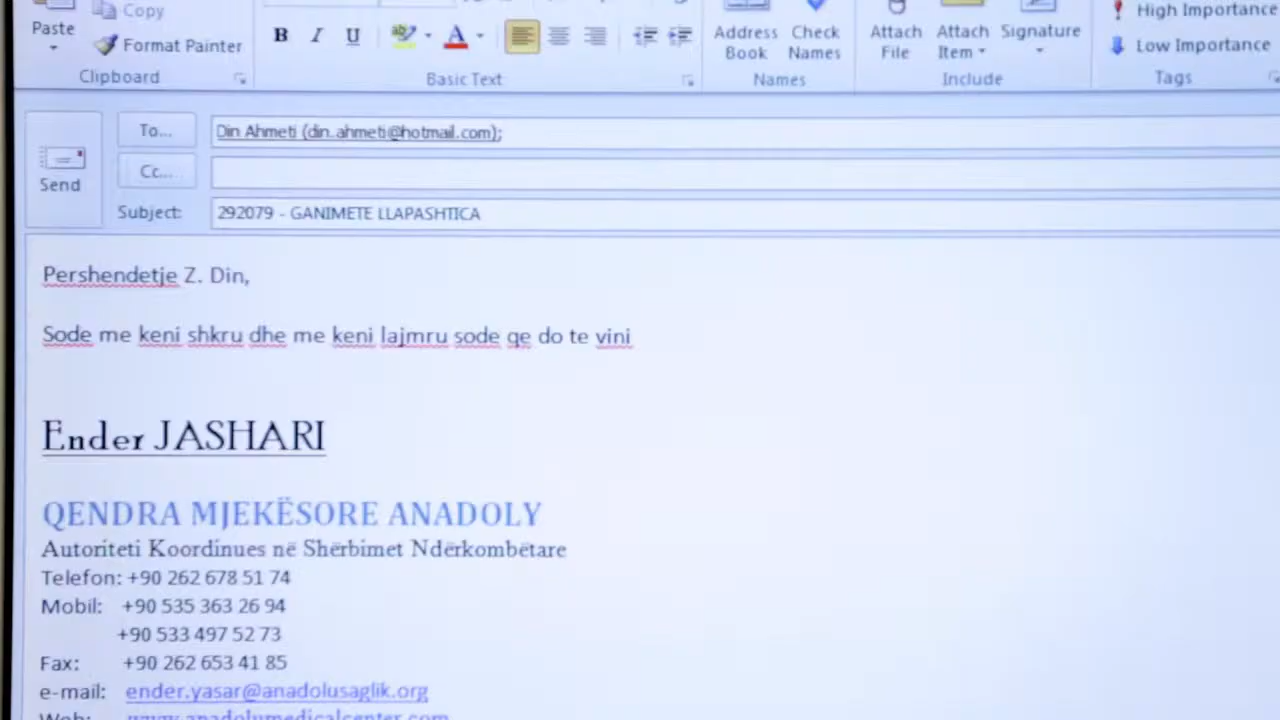 Copy
Paste
Format Painter
Clipboard
B I U
A
Basic Text
Address Book
Check Names
Names
Attach File
Attach Item
Signature
Include
High Importance
Low Importance
Tags
Send
To...
Din Ahmeti (din.ahmeti@hotmail.com);
Cc...
Subject:
292079 - GANIMETE LLAPASHTICA
Pershendetje Z. Din,
Sode me keni shkru dhe me keni lajmru sode qe do te vini
Ender JASHARI
QENDRA MJEKËSORE ANADOLY
Autoriteti Koordinues në Shërbimet Ndërkombëtare
Telefon: +90 262 678 51 74
Mobil: +90 535 363 26 94
+90 533 497 52 73
Fax: +90 262 653 41 85
e-mail: ender.yasar@anadolusaglik.org
Web: www.anadolumedicalcenter.com